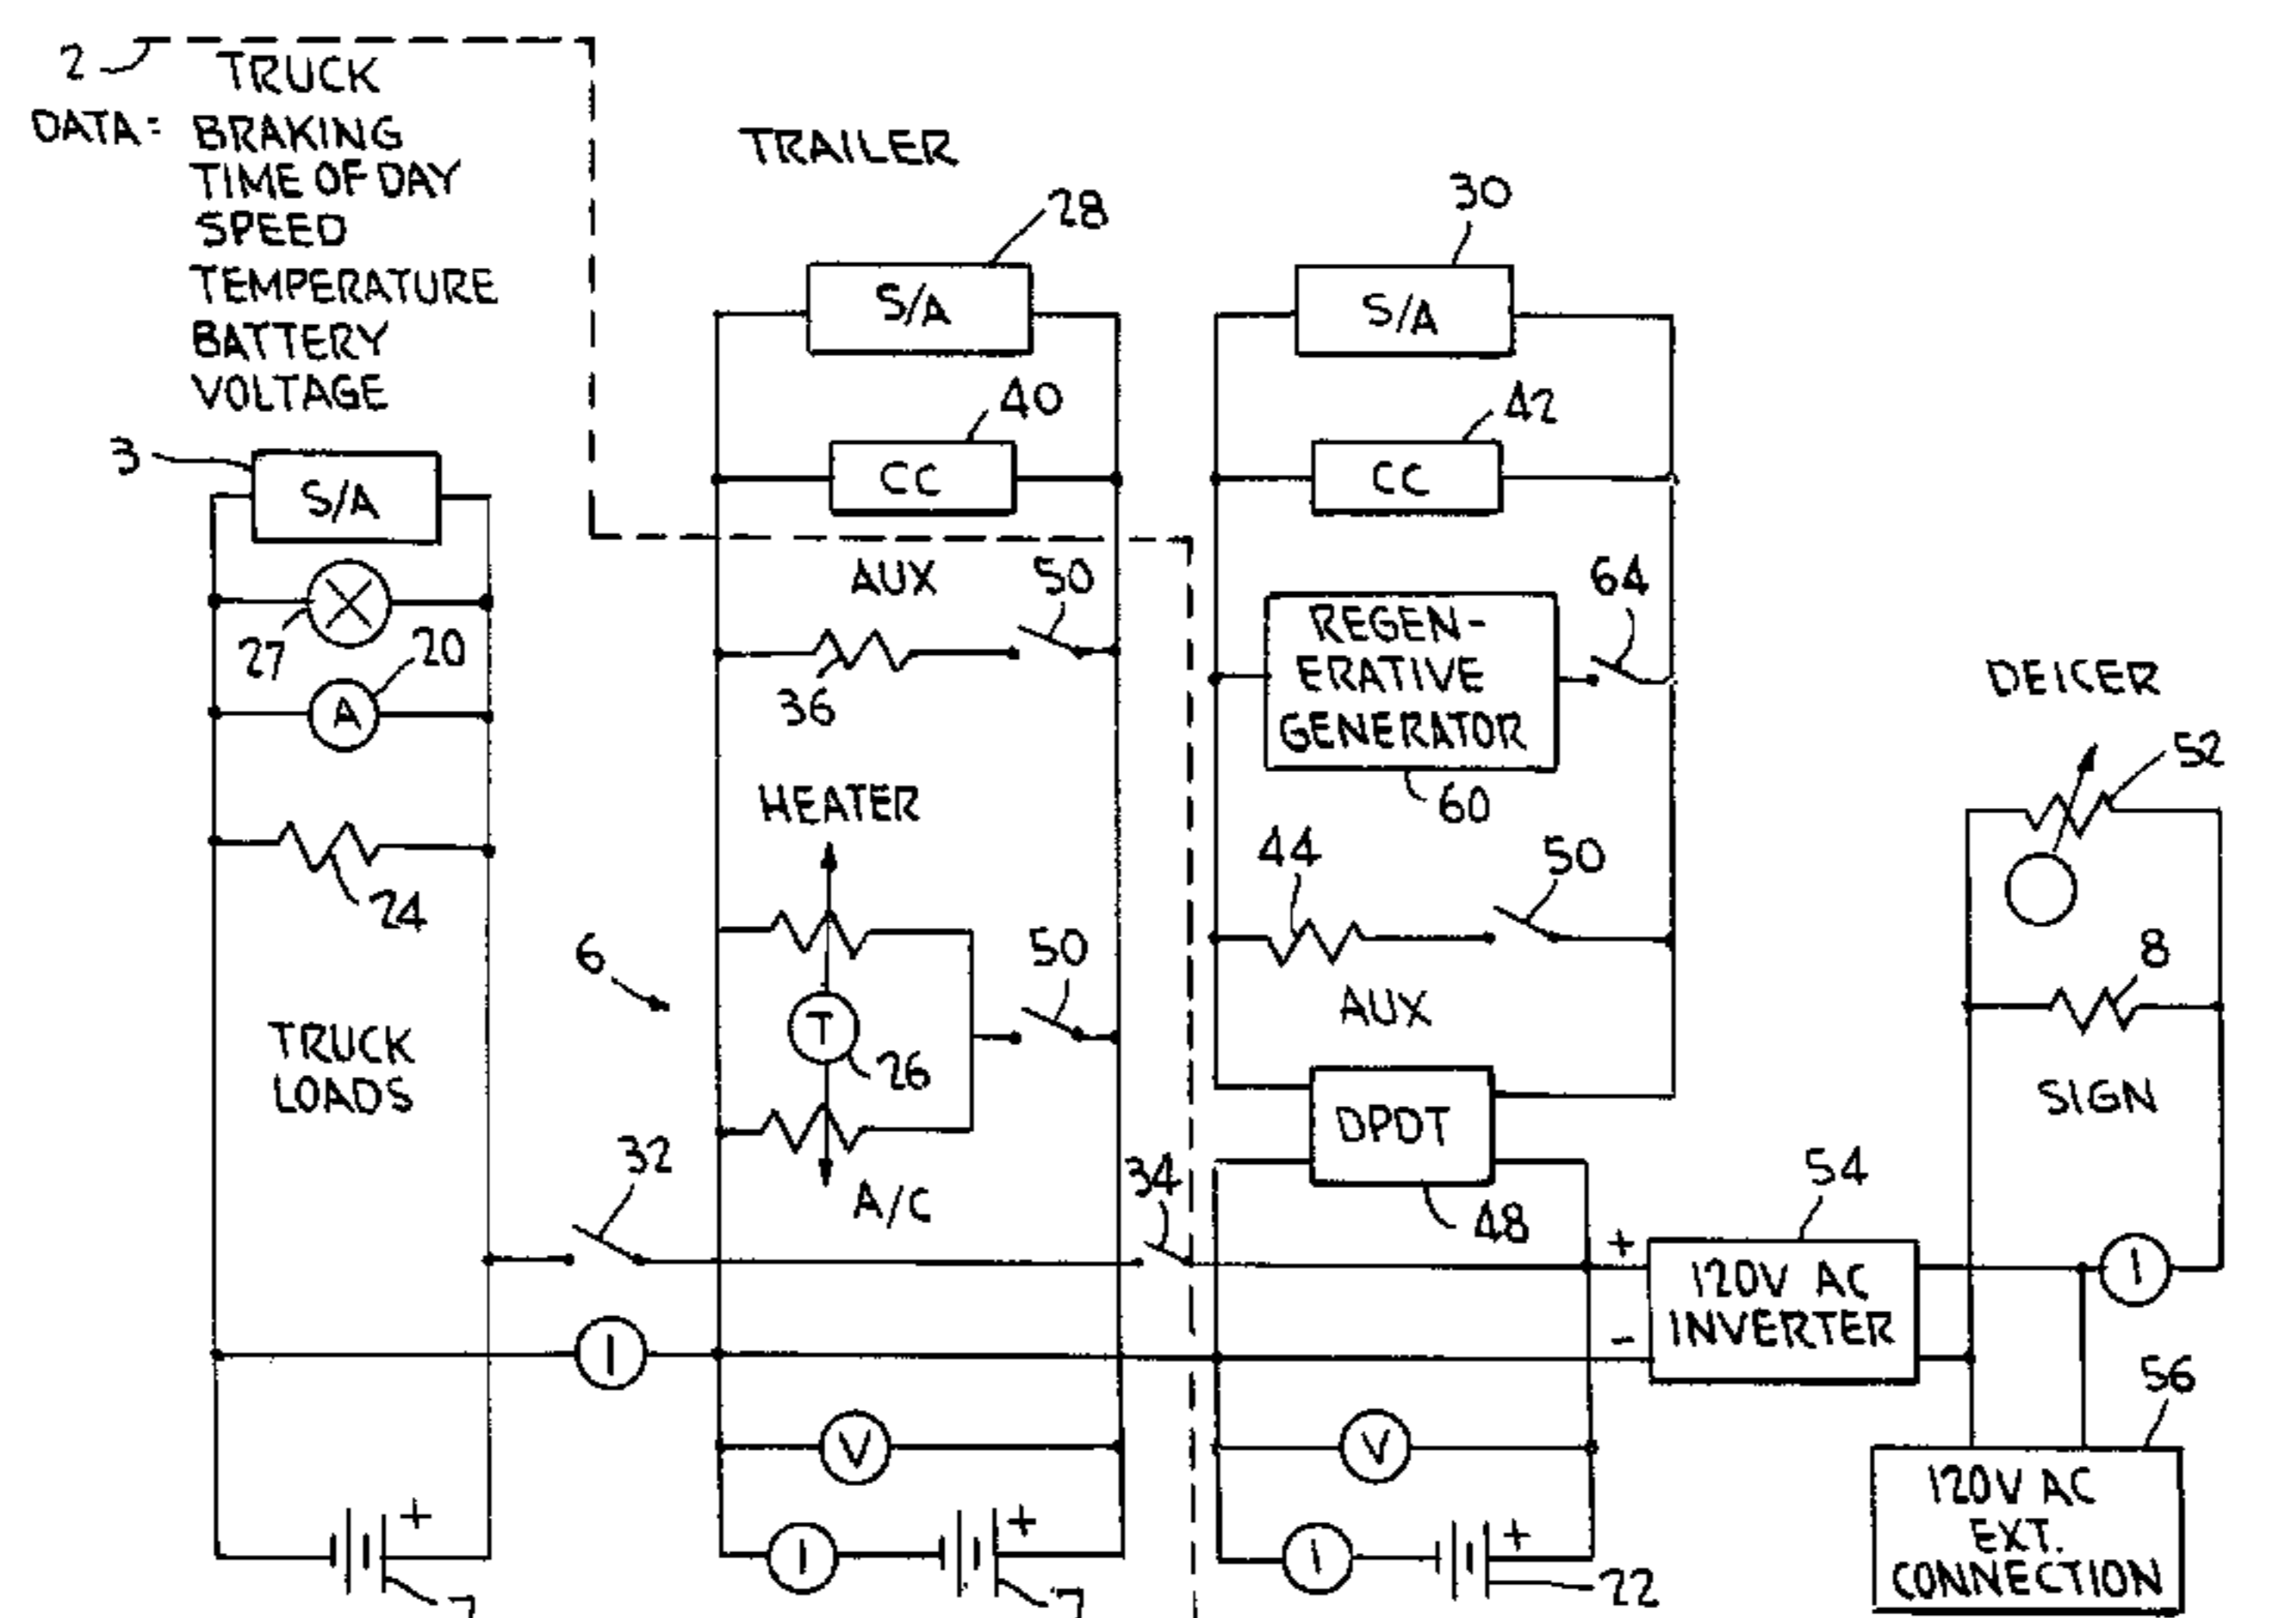 2
TRUCK
DATA: BRAKING
TIME OF DAY
SPEED
TEMPERATURE
BATTERY
VOLTAGE
TRAILER
28
30
S/A
S/A
40
42
3
S/A
CC
CC
27
AUX
50
64
20
A
36
REGEN-
ERATIVE
GENERATOR
60
DEICER
52
HEATER
24
44
50
6
50
8
T
26
AUX
TRUCK
LOADS
SIGN
DPDT
32
A/C
34
48
54
+
120V AC
INVERTER
-
I
I
56
V
V
120V AC
EXT.
CONNECTION
+
I
+
I
+
22